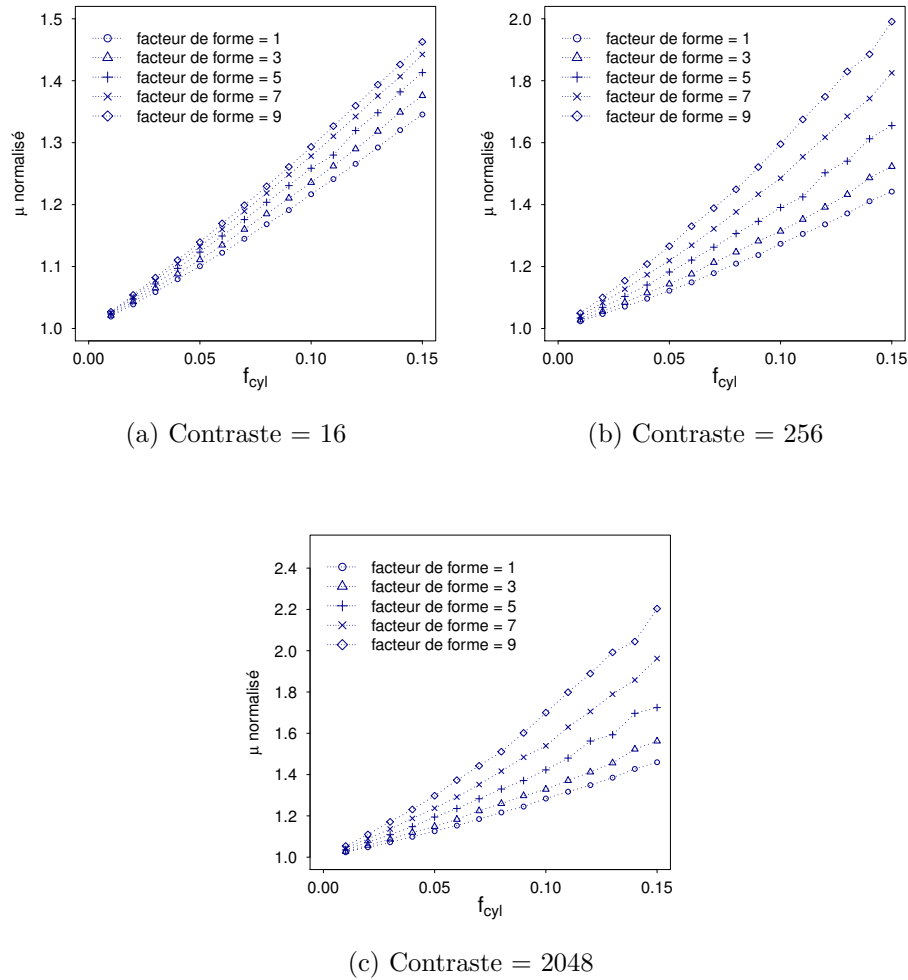 1.5
1.4
1.3
1.2
1.1
1.0
µ normalisé
facteur de forme = 1
facteur de forme = 3
facteur de forme = 5
facteur de forme = 7
facteur de forme = 9
0.00 0.05 0.10 0.15
fcyl
(a) Contraste = 16
2.0
1.8
1.6
1.4
1.2
1.0
µ normalisé
facteur de forme = 1
facteur de forme = 3
facteur de forme = 5
facteur de forme = 7
facteur de forme = 9
0.00 0.05 0.10 0.15
fcyl
(b) Contraste = 256
2.4
2.2
2.0
1.8
1.6
1.4
1.2
1.0
µ normalisé
facteur de forme = 1
facteur de forme = 3
facteur de forme = 5
facteur de forme = 7
facteur de forme = 9
0.00 0.05 0.10 0.15
fcyl
(c) Contraste = 2048